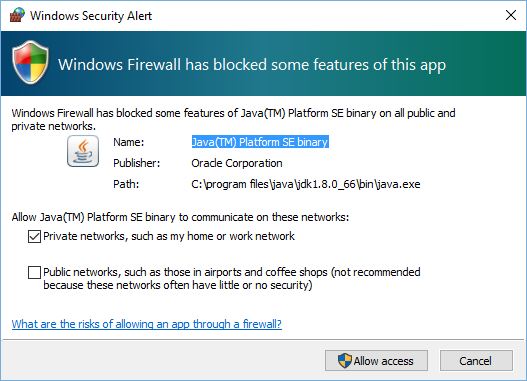 Windows Security Alert
Windows Firewall has blocked some features of this app
Windows Firewall has blocked some features of Java(TM) Platform SE binary on all public and
private networks.
Name: Java(TM) Platform SE binary
Publisher: Oracle Corporation
Path: C:\program files\java\jdk1.8.0_66\bin\java.exe
Allow Java(TM) Platform SE binary to communicate on these networks:
Private networks, such as my home or work network
Public networks, such as those in airports and coffee shops (not recommended
because these networks often have little or no security)
What are the risks of allowing an app through a firewall?
Allow access Cancel